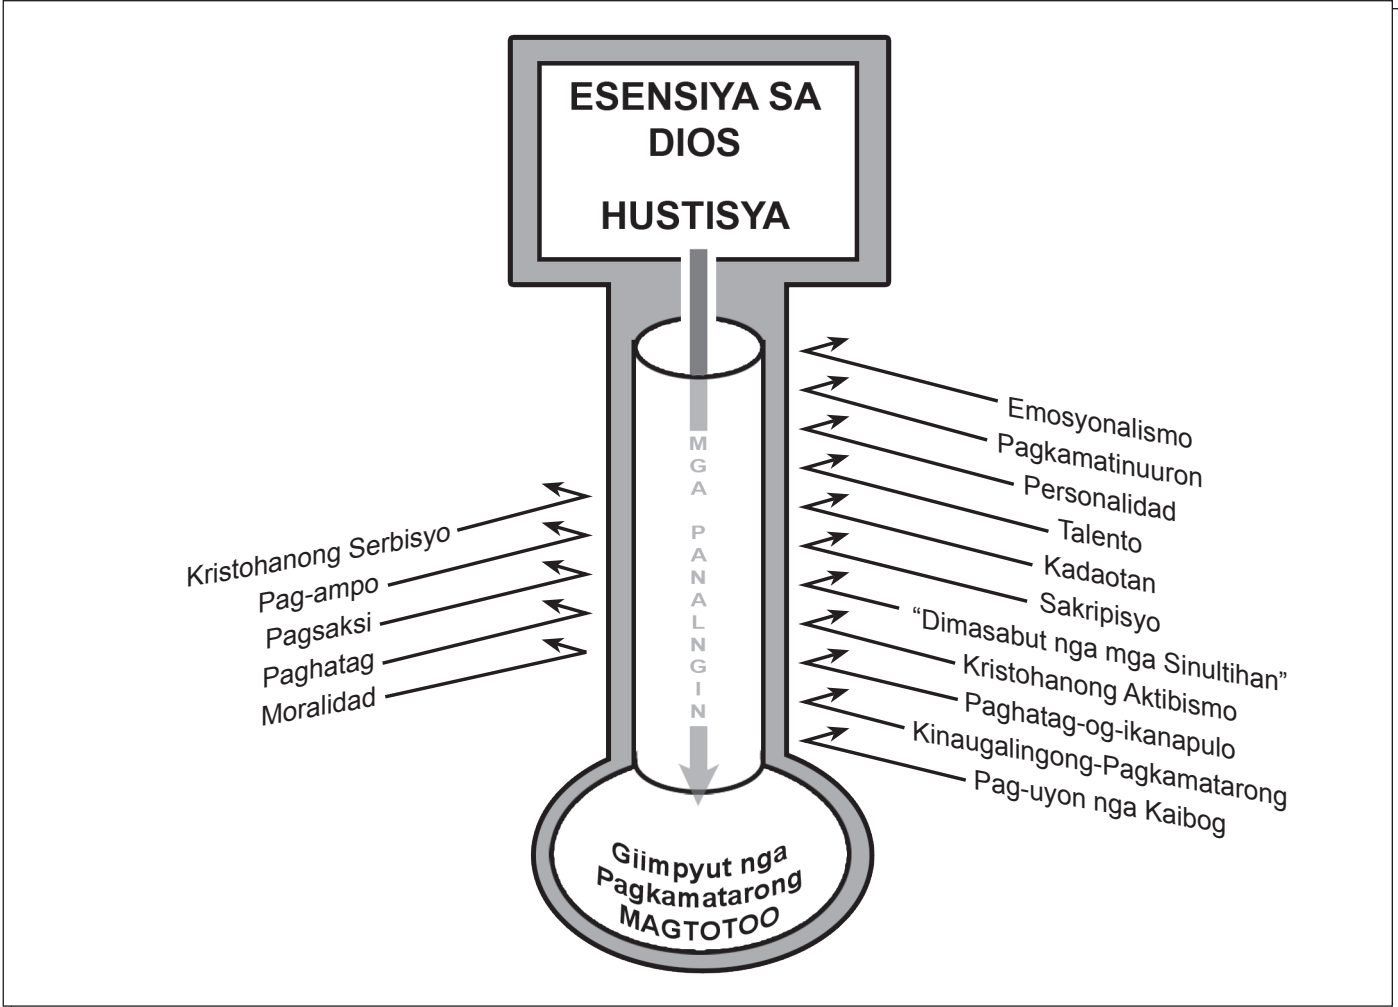 ESENSIYA SA
DIOS
HUSTISYA
MGA PANALNGIN
Kristohanong Serbisyo
Pag-ampo
Pagsaksi
Paghatag
Moralidad
Emosyonalismo
Pagkamatinuuron
Personalidad
Talento
Kadaotan
Sakripisyo
“Dimasabut nga mga Sinultihan”
Kristohanong Aktibismo
Paghatag-og-ikanapulo
Kinaugalingong-Pagkamatarong
Pag-uyon nga Kaibog
Giimpyut nga
Pagkamatarong
MAGTOTOO